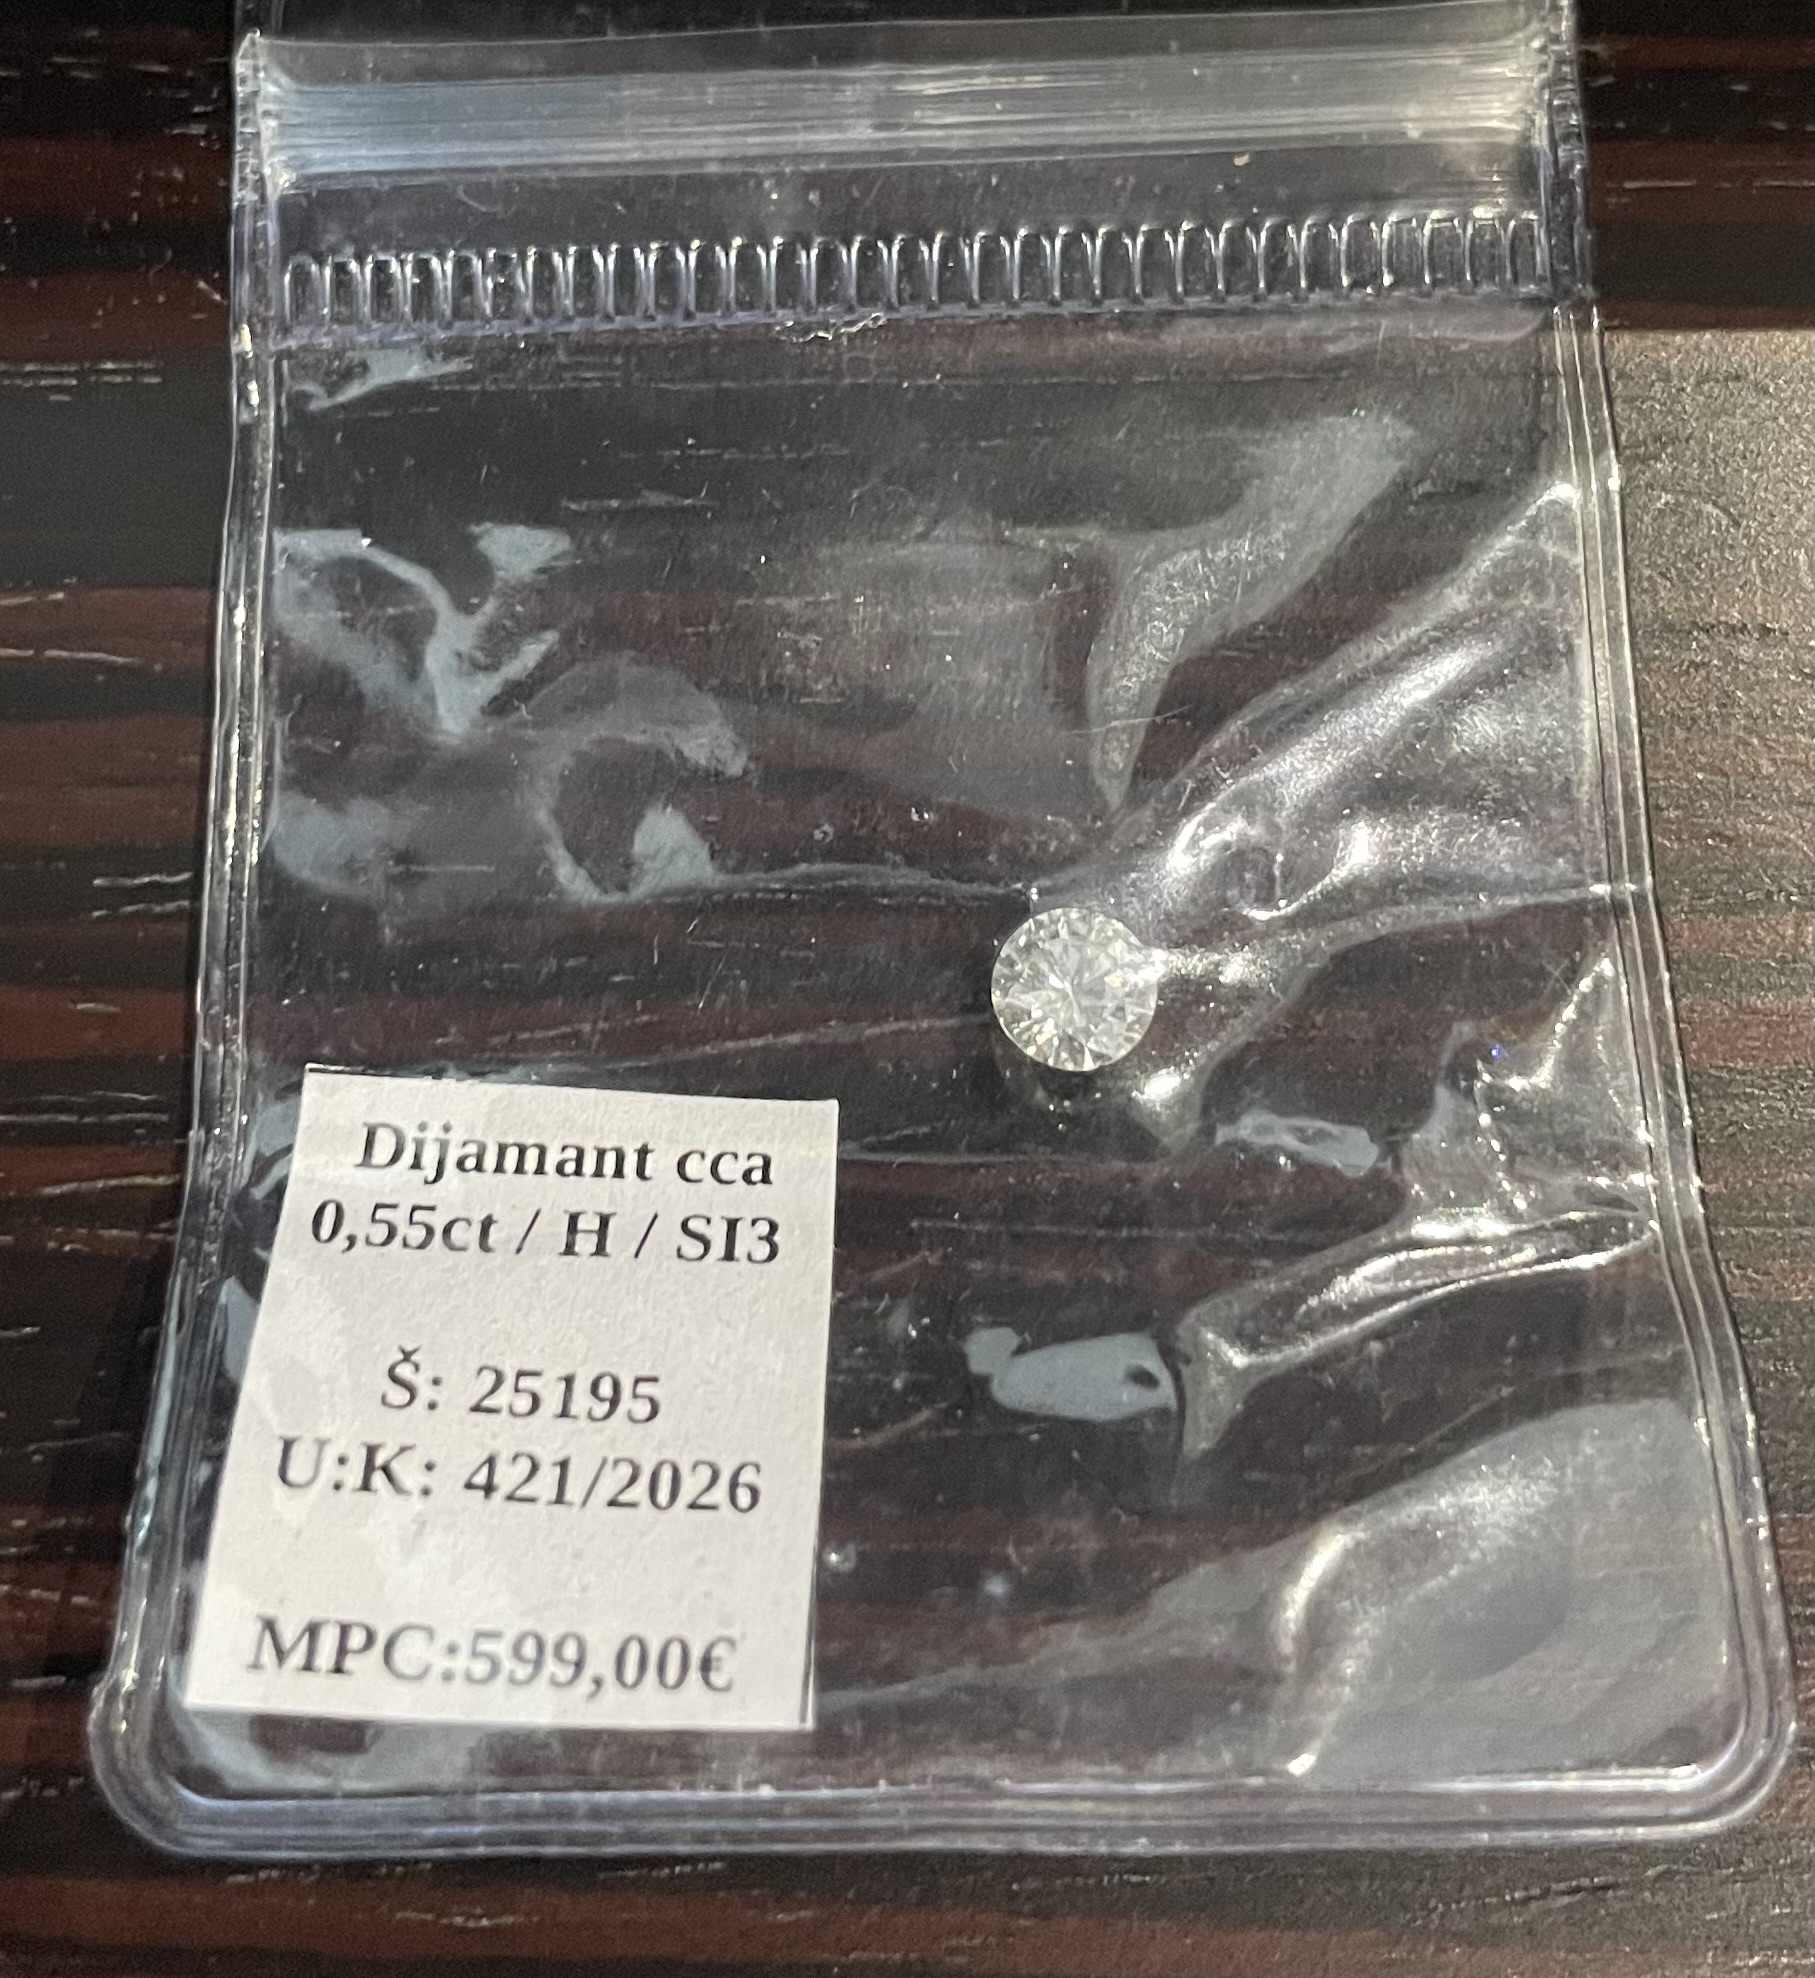 Dijamant cca
0,55ct / H / SI3
Š: 25195
U:K: 421/2026
MPC:599,00€